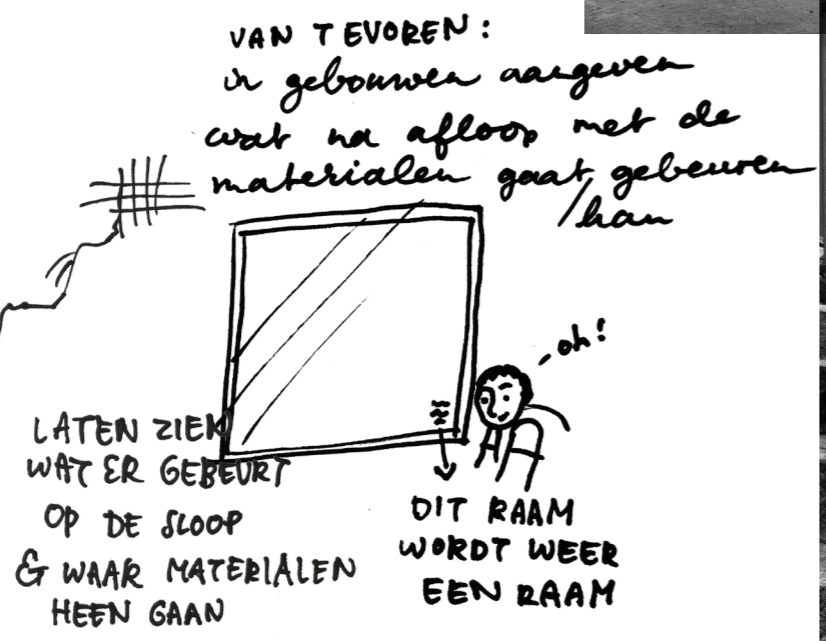 VAN TEVOREN:
in gebouwen aangeven
wat na afloop met de
materialen gaat gebeuren
/kan
- oh!
LATEN ZIEN
WAT ER GEBEURT
OP DE SLOOP
& WAAR MATERIALEN
HEEN GAAN
DIT RAAM
WORDT WEER
EEN RAAM